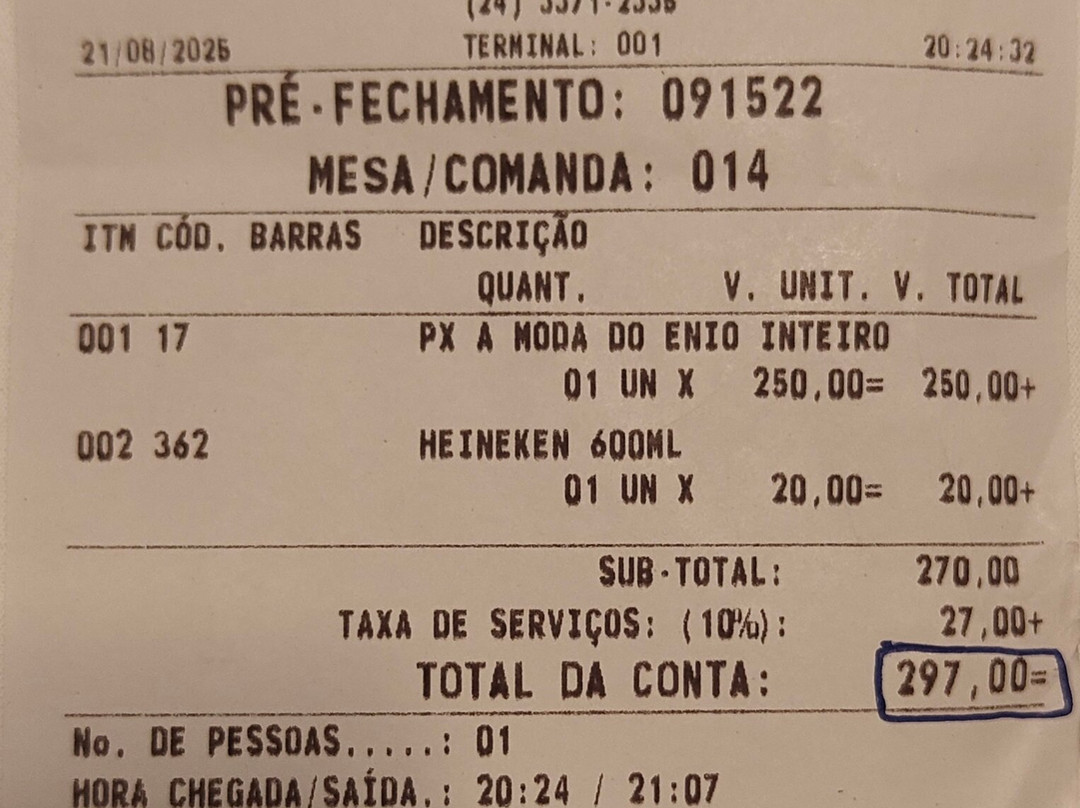 21/08/2025 TERMINAL: 001 20:24:32
PRÉ-FECHAMENTO: 091522
MESA/COMANDA: 014
ITM CÓD. BARRAS DESCRIÇÃO
QUANT. V. UNIT. V. TOTAL
001 17 PX A MODA DO ENIO INTEIRO
01 UN X 250,00= 250,00+
002 362 HEINEKEN 600ML
01 UN X 20,00= 20,00+
SUB-TOTAL: 270,00
TAXA DE SERVIÇOS: (10%): 27,00+
TOTAL DA CONTA: 297,00=
No. DE PESSOAS.....: 01
HORA CHEGADA/SAÍDA.: 20:24 / 21:07